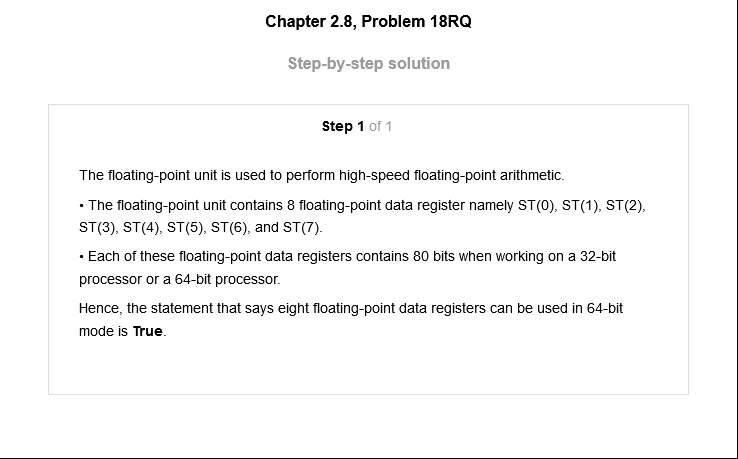 Chapter 2.8, Problem 18RQ
Step-by-step solution
Step 1 of 1
The floating-point unit is used to perform high-speed floating-point arithmetic.
• The floating-point unit contains 8 floating-point data register namely ST(0), ST(1), ST(2),
ST(3), ST(4), ST(5), ST(6), and ST(7).
• Each of these floating-point data registers contains 80 bits when working on a 32-bit
processor or a 64-bit processor.
Hence, the statement that says eight floating-point data registers can be used in 64-bit
mode is True.